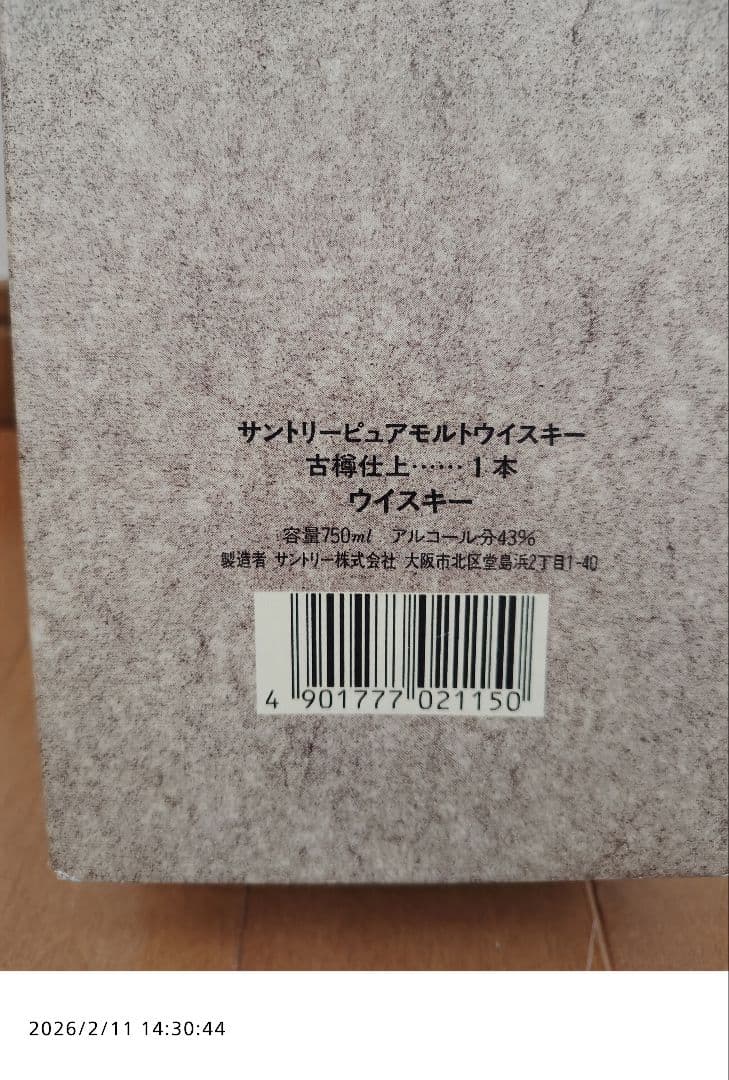 サントリーピュアモルトウイスキー
古樽仕上……1本
ウイスキー
容量750ml アルコール分43%
製造者 サントリー株式会社 大阪市北区堂島浜2丁目1-40
4 901777 021150
2026/2/11 14:30:44